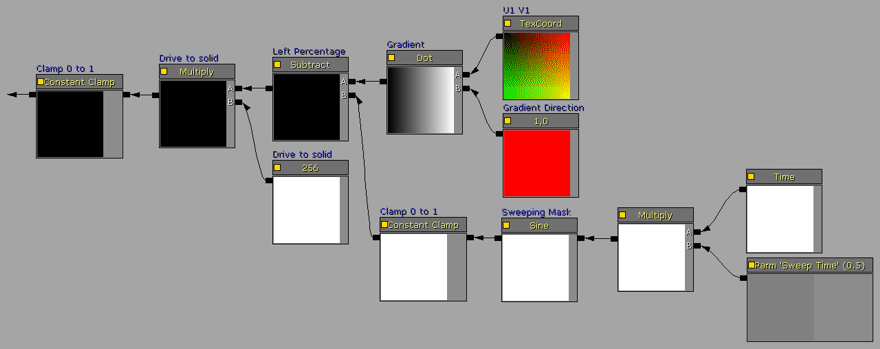 U1 V1
TexCoord
Gradient
Dot
A
B
Left Percentage
Subtract
A
B
Drive to solid
Multiply
A
B
Clamp 0 to 1
Constant Clamp
Gradient Direction
1,0
Drive to solid
256
Clamp 0 to 1
Constant Clamp
Sweeping Mask
Sine
Multiply
A
B
Time
Parm 'Sweep Time' (0.5)